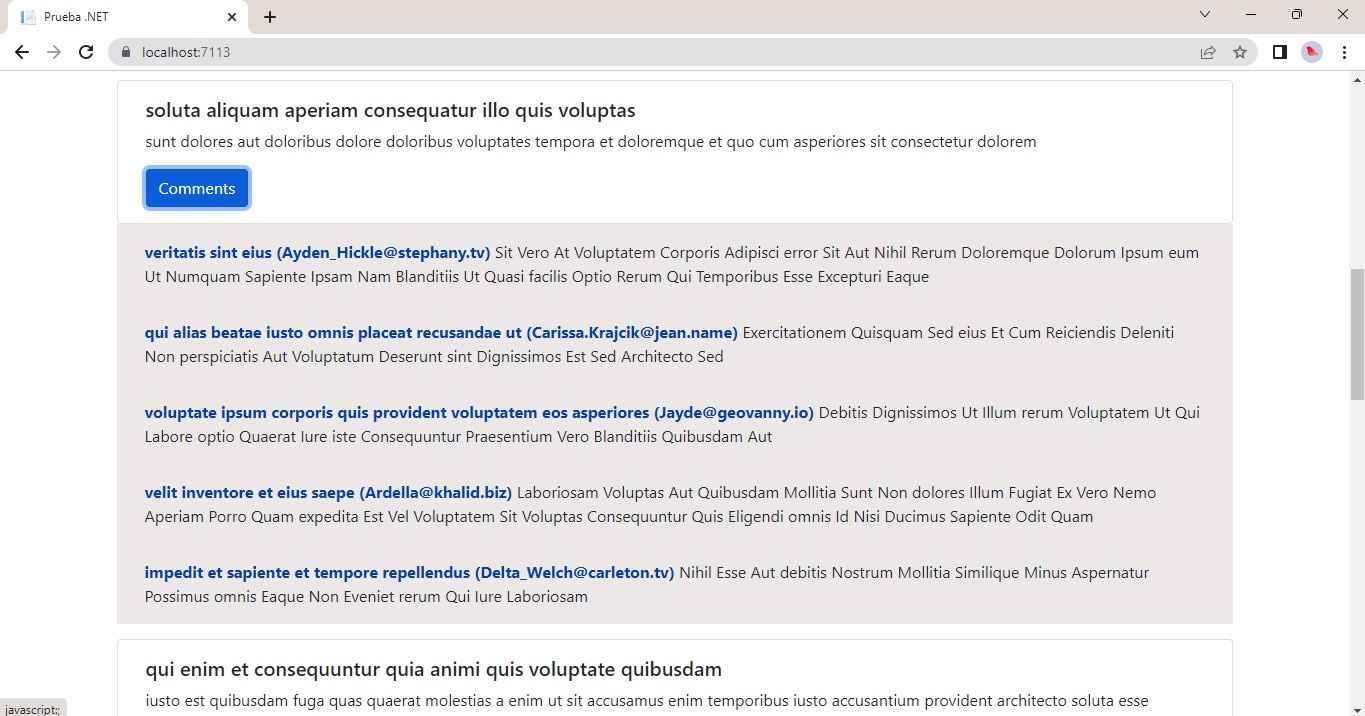 Prueba .NET
localhost:7113
soluta aliquam aperiam consequatur illo quis voluptas
sunt dolores aut doloribus dolore doloribus voluptates tempora et doloremque et quo cum asperiores sit consectetur dolorem
Comments
veritatis sint eius (Ayden_Hickle@stephany.tv) Sit Vero At Voluptatem Corporis Adipisci error Sit Aut Nihil Rerum Doloremque Dolorum Ipsum eum
Ut Numquam Sapiente Ipsam Nam Blanditiis Ut Quasi facilis Optio Rerum Qui Temporibus Esse Excepturi Eaque
qui alias beatae iusto omnis placeat recusandae ut (Carissa.Krajcik@jean.name) Exercitationem Quisquam Sed eius Et Cum Reiciendis Deleniti
Non perspiciatis Aut Voluptatum Deserunt sint Dignissimos Est Sed Architecto Sed
voluptate ipsum corporis quis provident voluptatem eos asperiores (Jayde@geovanny.io) Debitis Dignissimos Ut Illum rerum Voluptatem Ut Qui
Labore optio Quaerat Iure iste Consequuntur Praesentium Vero Blanditiis Quibusdam Aut
velit inventore et eius saepe (Ardella@khalid.biz) Laboriosam Voluptas Aut Quibusdam Mollitia Sunt Non dolores Illum Fugiat Ex Vero Nemo
Aperiam Porro Quam expedita Est Vel Voluptatem Sit Voluptas Consequuntur Quis Eligendi omnis Id Nisi Ducimus Sapiente Odit Quam
impedit et sapiente et tempore repellendus (Delta_Welch@carleton.tv) Nihil Esse Aut debitis Nostrum Mollitia Similique Minus Aspernatur
Possimus omnis Eaque Non Eveniet rerum Qui Iure Laboriosam
qui enim et consequuntur quia animi quis voluptate quibusdam
iusto est quibusdam fuga quas quaerat molestias a enim ut sit accusamus enim temporibus iusto accusantium provident architecto soluta esse
javascript:;